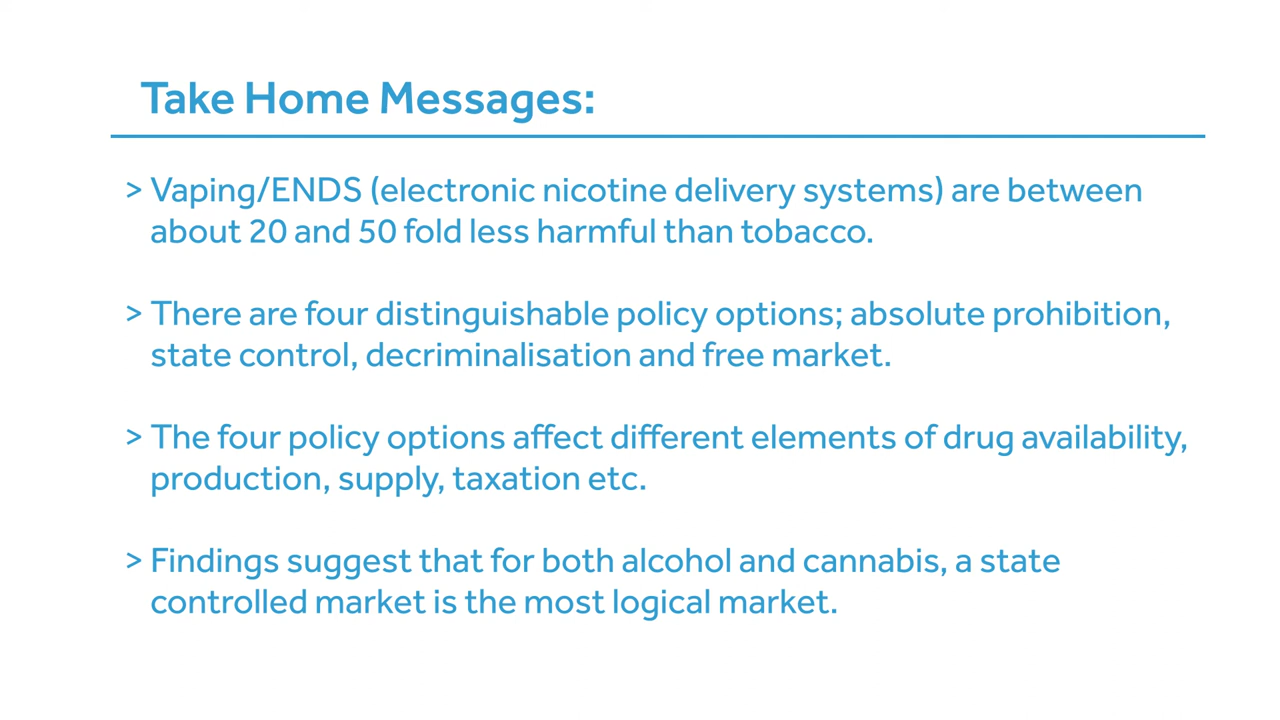 Take Home Messages:
> Vaping/ENDS (electronic nicotine delivery systems) are between
about 20 and 50 fold less harmful than tobacco.
> There are four distinguishable policy options; absolute prohibition,
state control, decriminalisation and free market.
> The four policy options affect different elements of drug availability,
production, supply, taxation etc.
> Findings suggest that for both alcohol and cannabis, a state
controlled market is the most logical market.